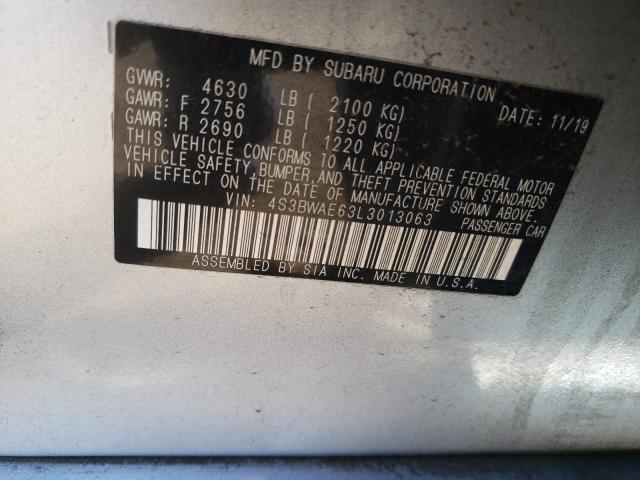 MFD BY SUBARU CORPORATION
GVWR: 4630 LB ( 2100 KG) DATE: 11/19
GAWR: F 2756 LB ( 1250 KG)
GAWR: R 2690 LB ( 1220 KG)
THIS VEHICLE CONFORMS TO ALL APPLICABLE FEDERAL MOTOR
VEHICLE SAFETY, BUMPER, AND THEFT PREVENTION STANDARDS
IN EFFECT ON THE DATE OF MANUFACTURE SHOWN ABOVE.
VIN: 4S3BWAE63L3013063 PASSENGER CAR
ASSEMBLED BY SIA INC. MADE IN U.S.A.